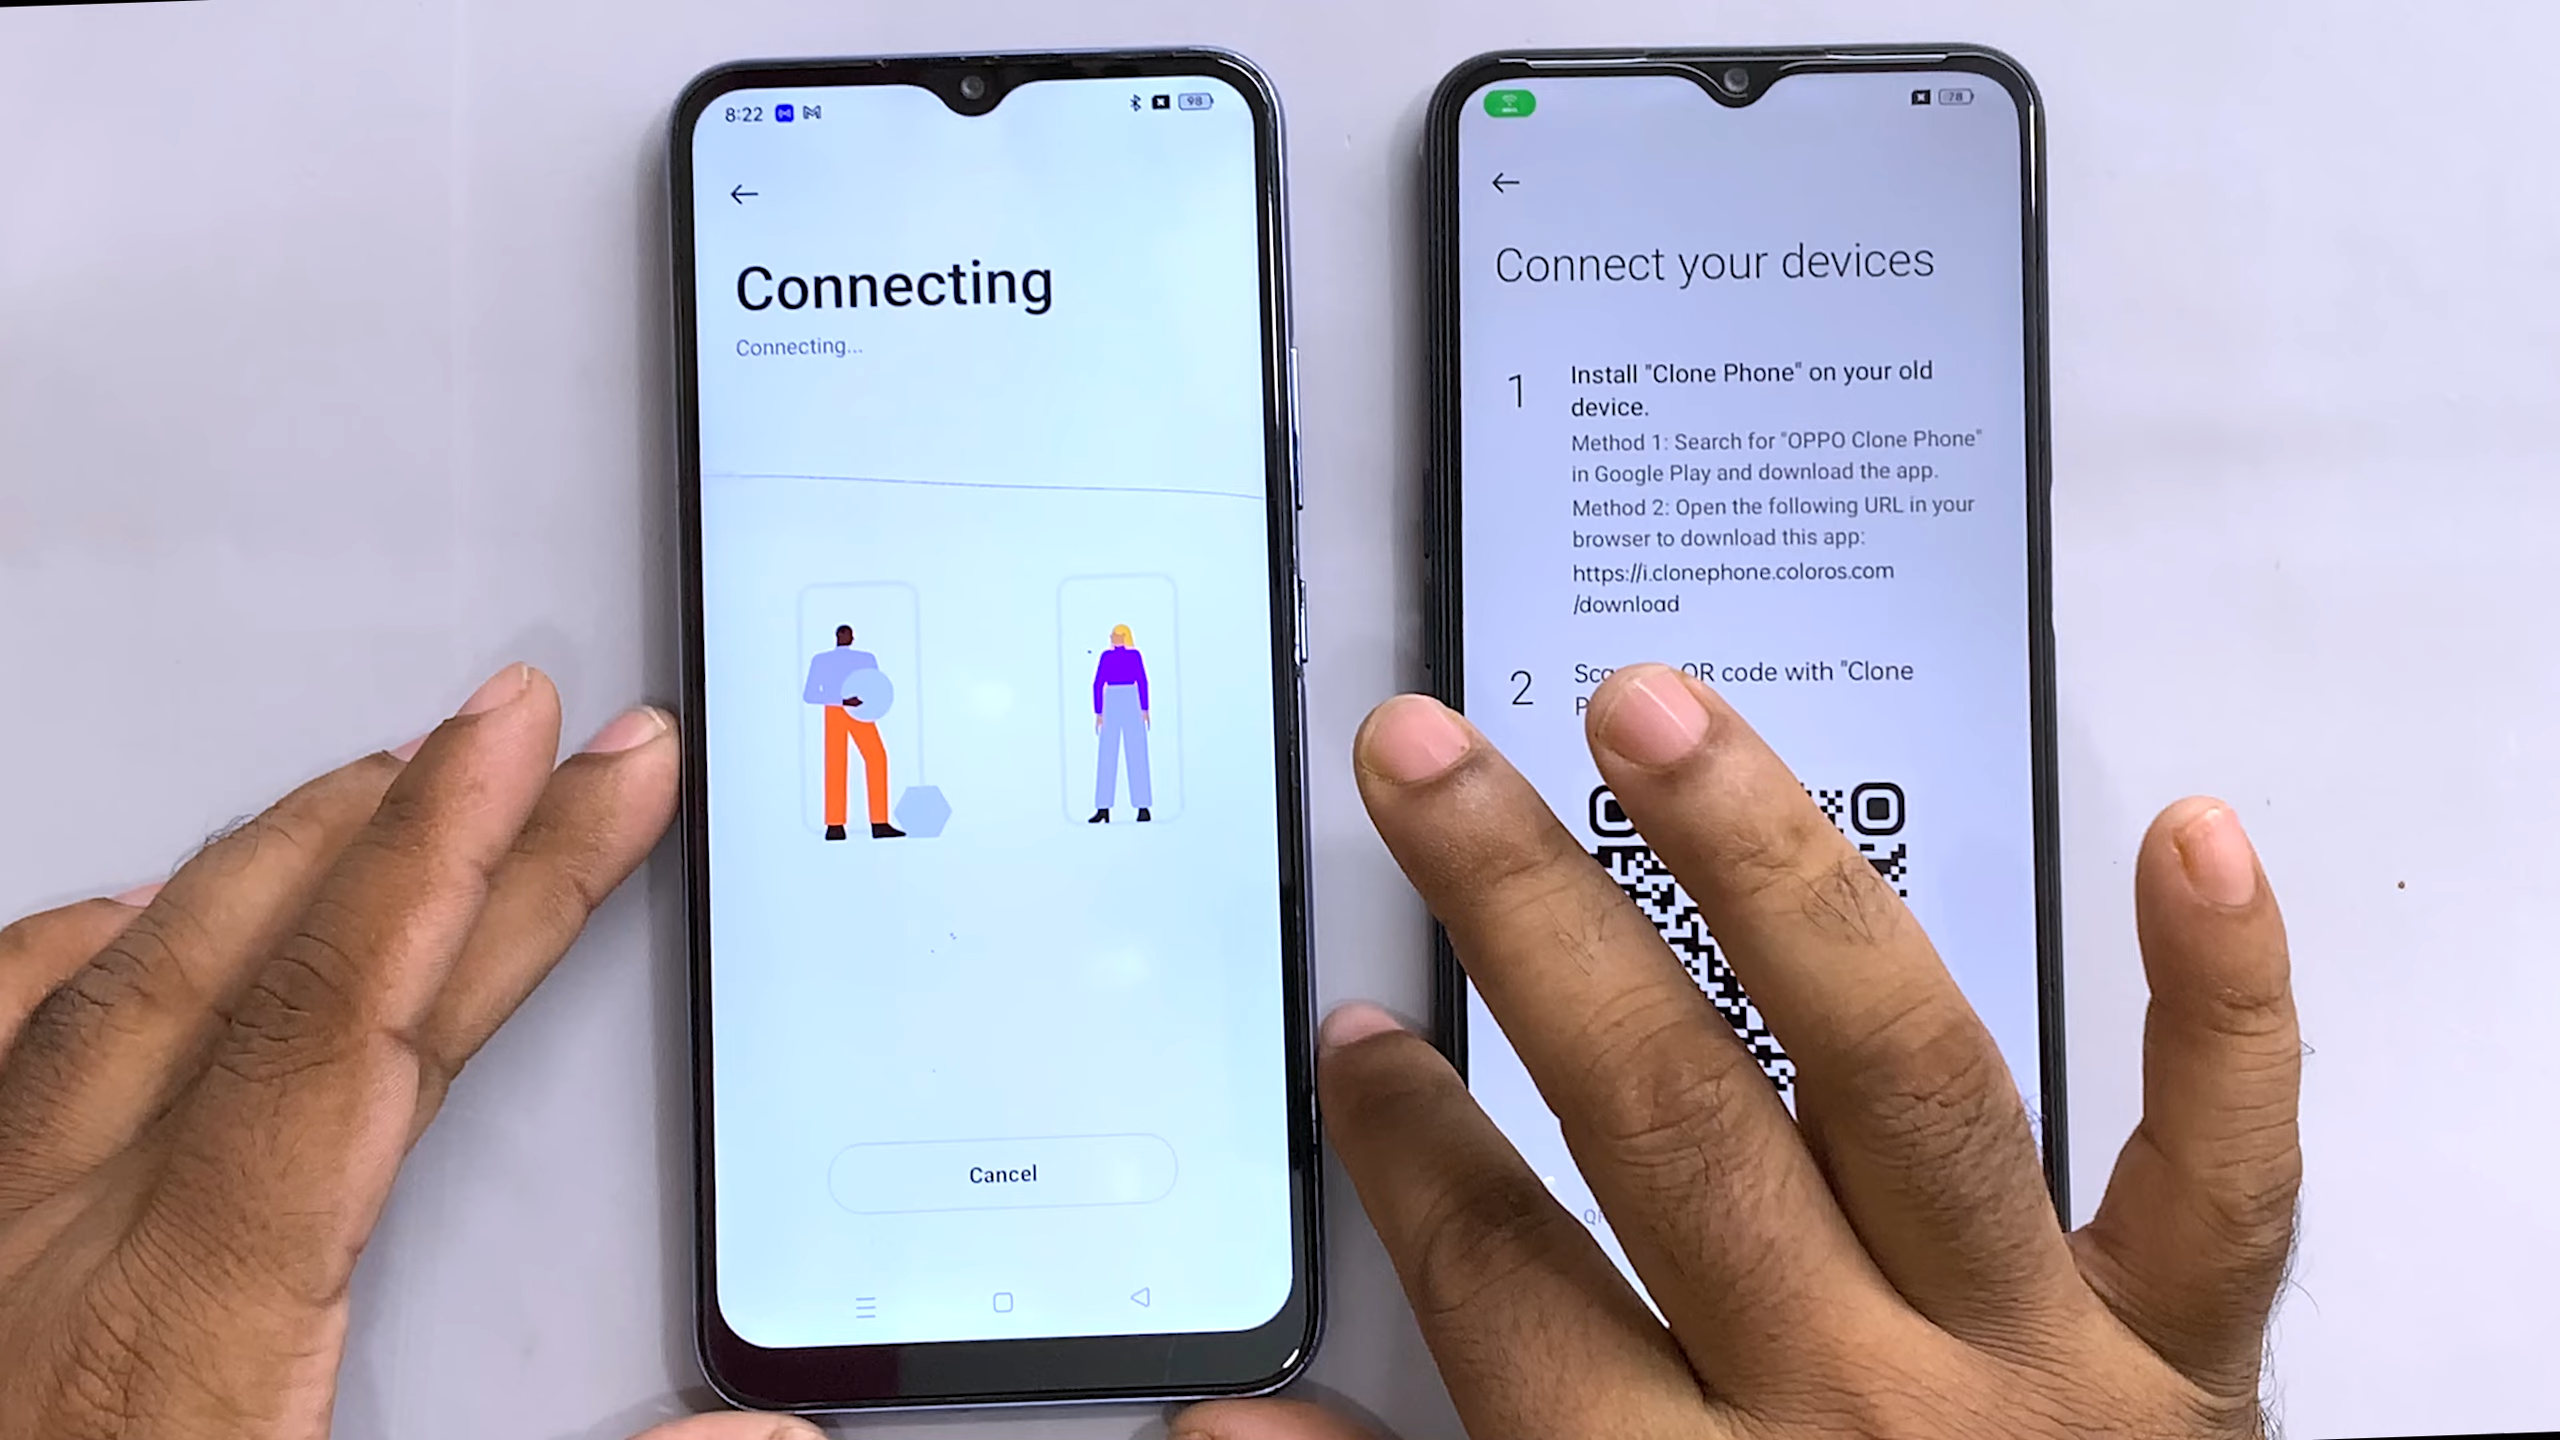 8:22
98
Connecting
Connecting...
Cancel
78
Connect your devices
1
Install "Clone Phone" on your old
device.
Method 1: Search for "OPPO Clone Phone"
in Google Play and download the app.
Method 2: Open the following URL in your
browser to download this app:
https://i.clonephone.coloros.com
/download
2
QR code with "Clone